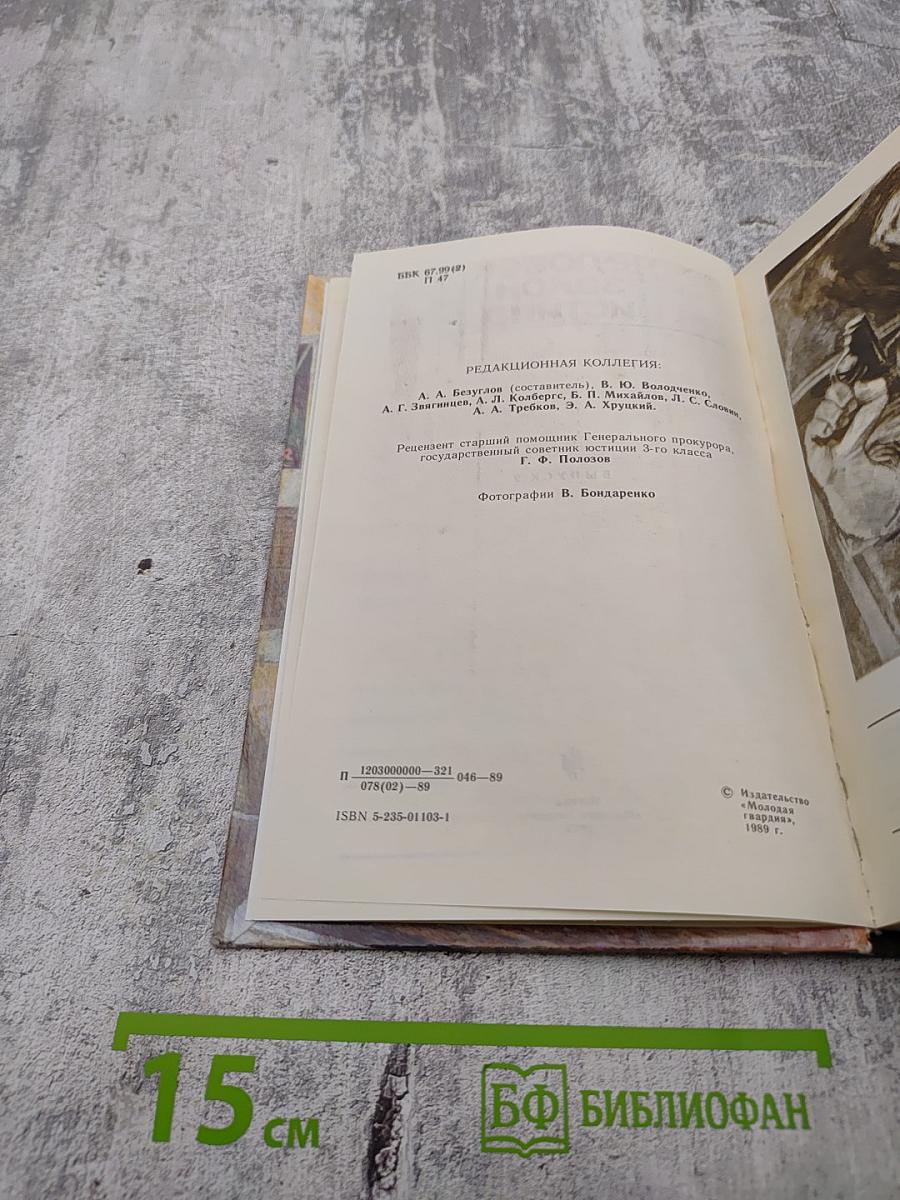 ББК 67.99(2)
П 47
РЕДАКЦИОННАЯ КОЛЛЕГИЯ:
А. А. Безуглов (составитель), В. Ю. Володченко,
А. Г. Звягинцев, А. Л. Колбергс, Б. П. Михайлов, Л. С. Словин,
А. А. Требков, Э. А. Хруцкий.
Рецензент старший помощник Генерального прокурора,
государственный советник юстиции 3-го класса
Г. Ф. Полозов
Фотографии В. Бондаренко
П 1203000000—321 046—89
078(02)—89
ISBN 5-235-01103-1
© Издательство
«Молодая
гвардия»,
1989 г.
15 см
БФ БИБЛИОФАН